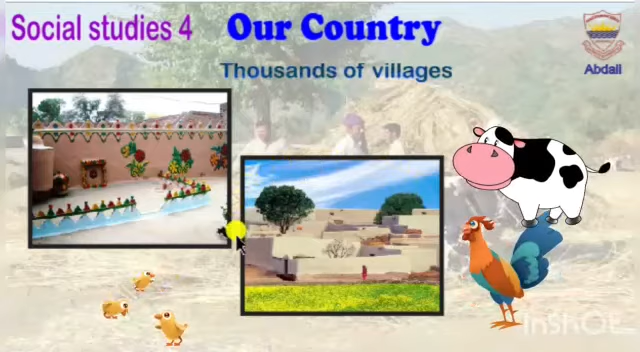 Social studies 4
Our Country
Thousands of villages
Abdali
InShOt